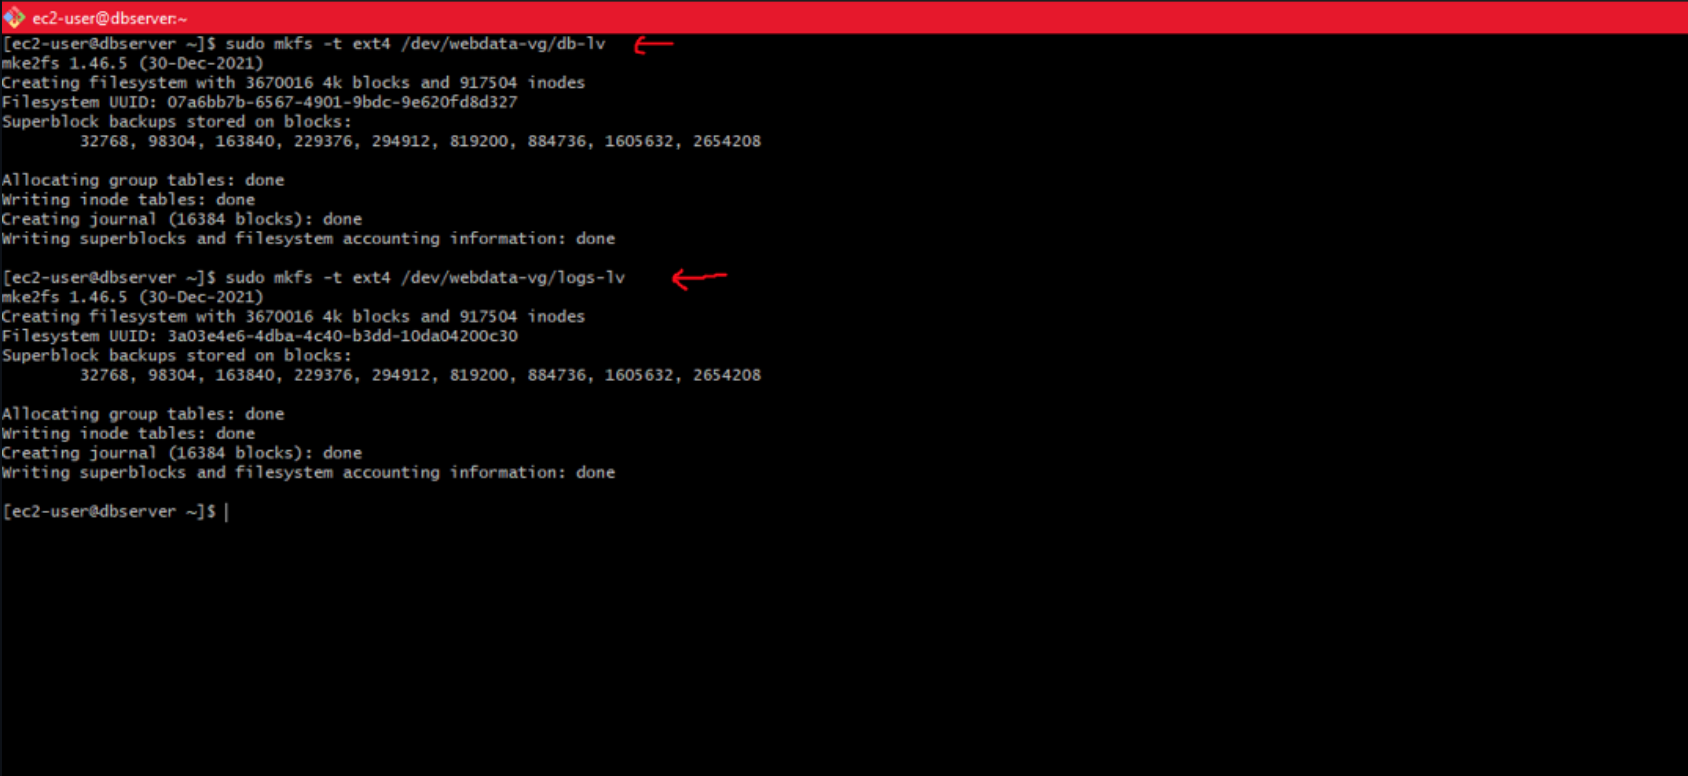 ec2-user@dbserver:~
[ec2-user@dbserver ~]$ sudo mkfs -t ext4 /dev/webdata-vg/db-lv
mke2fs 1.46.5 (30-Dec-2021)
Creating filesystem with 3670016 4k blocks and 917504 inodes
Filesystem UUID: 07a6bb7b-6567-4901-9bdc-9e620fd8d327
Superblock backups stored on blocks:
32768, 98304, 163840, 229376, 294912, 819200, 884736, 1605632, 2654208
Allocating group tables: done
Writing inode tables: done
Creating journal (16384 blocks): done
Writing superblocks and filesystem accounting information: done
[ec2-user@dbserver ~]$ sudo mkfs -t ext4 /dev/webdata-vg/logs-lv
mke2fs 1.46.5 (30-Dec-2021)
Creating filesystem with 3670016 4k blocks and 917504 inodes
Filesystem UUID: 3a03e4e6-4dba-4c40-b3dd-10da04200c30
Superblock backups stored on blocks:
32768, 98304, 163840, 229376, 294912, 819200, 884736, 1605632, 2654208
Allocating group tables: done
Writing inode tables: done
Creating journal (16384 blocks): done
Writing superblocks and filesystem accounting information: done
[ec2-user@dbserver ~]$